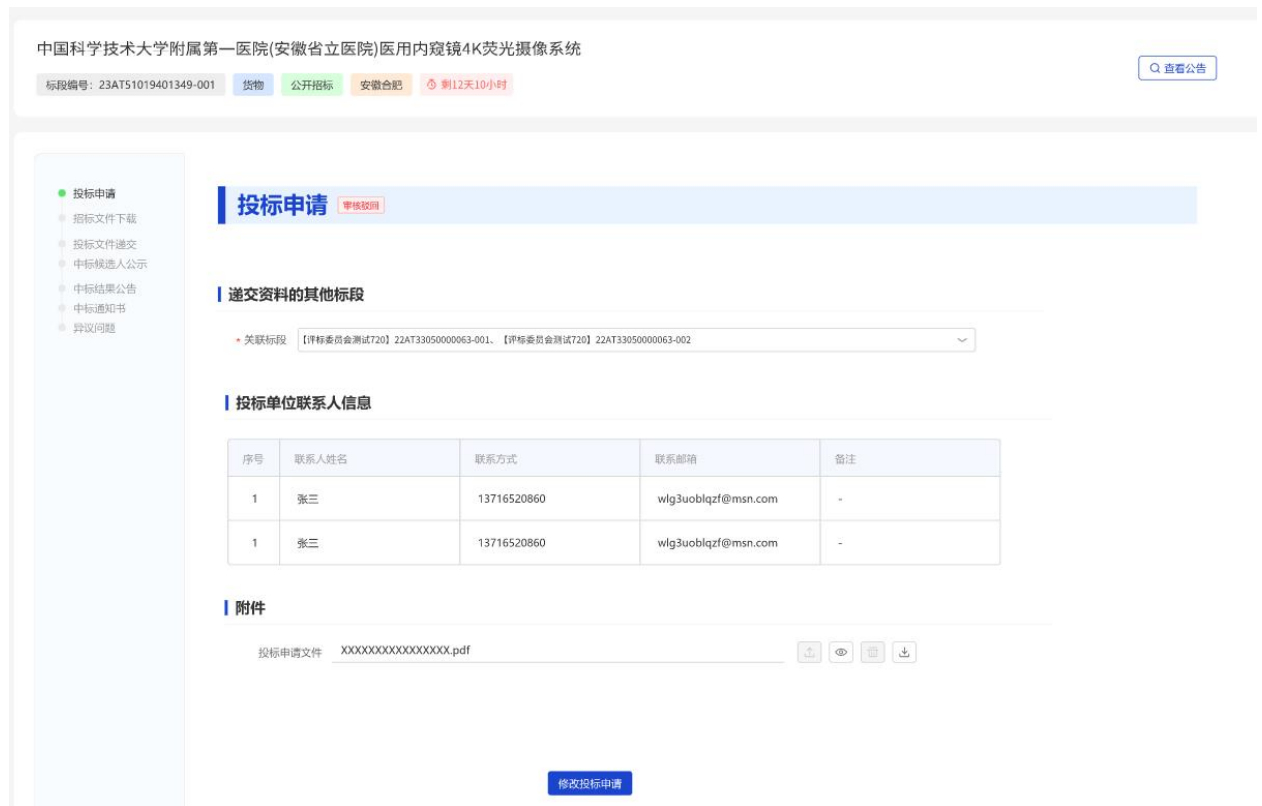 中国科学技术大学附属第一医院(安徽省立医院)医用内窥镜4K荧光摄像系统
查看公告
标段编号：23AT51019401349-001 货物 公开招标 安徽合肥 剩12天10小时
投标申请
招标文件下载
投标文件递交
中标候选人公示
中标结果公告
中标通知书
异议问题
投标申请 审核驳回
递交资料的其他标段
* 关联标段 【评标委员会测试720】22AT33050000063-001、【评标委员会测试720】22AT33050000063-002
投标单位联系人信息
序号 联系人姓名 联系方式 联系邮箱 备注
1 张三 13716520860 wlg3uoblqzf@msn.com -
1 张三 13716520860 wlg3uoblqzf@msn.com -
附件
投标申请文件 XXXXXXXXXXXXXXXX.pdf
修改投标申请